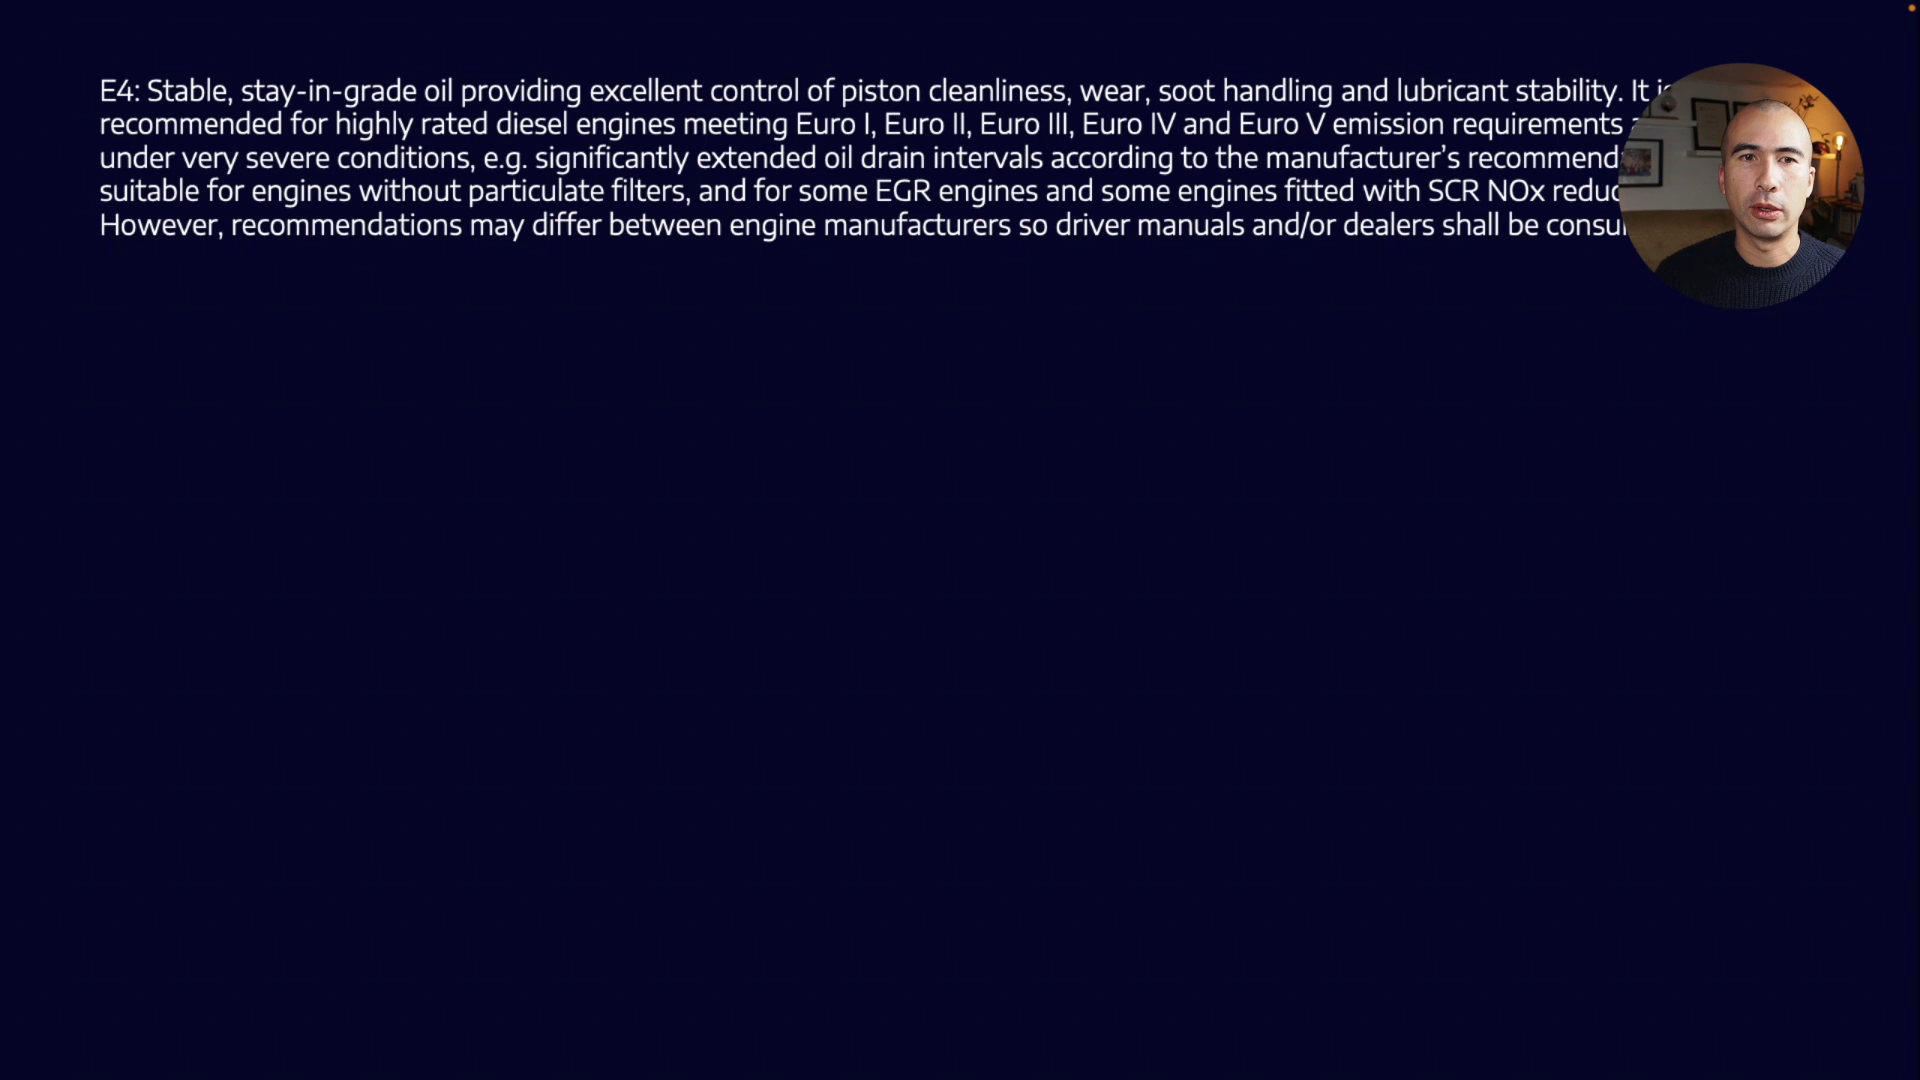 E4: Stable, stay-in-grade oil providing excellent control of piston cleanliness, wear, soot handling and lubricant stability. It is
recommended for highly rated diesel engines meeting Euro I, Euro II, Euro III, Euro IV and Euro V emission requirements
under very severe conditions, e.g. significantly extended oil drain intervals according to the manufacturer’s
suitable for engines without particulate filters, and for some EGR engines and some engines fitted with SCR NOx
However, recommendations may differ between engine manufacturers so driver manuals and/or dealers shall be